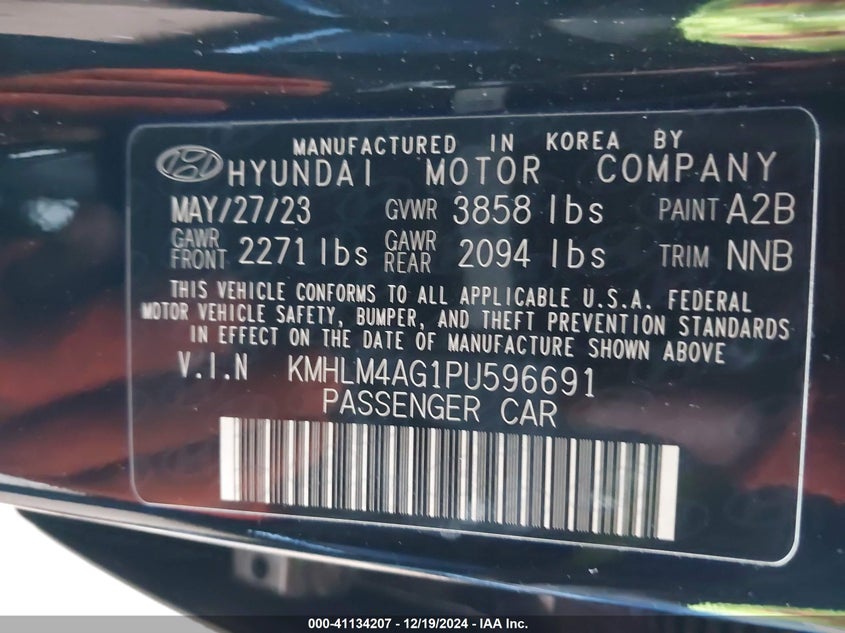 MANUFACTURED IN KOREA BY
HYUNDAI MOTOR COMPANY
MAY/27/23 GVWR 3858 lbs PAINT A2B
GAWR FRONT 2271 lbs GAWR REAR 2094 lbs TRIM NNB
THIS VEHICLE CONFORMS TO ALL APPLICABLE U.S.A. FEDERAL
MOTOR VEHICLE SAFETY, BUMPER, AND THEFT PREVENTION STANDARDS
IN EFFECT ON THE DATE OF MANUFACTURE SHOWN ABOVE
V.I.N KMHLM4AG1PU596691
PASSENGER CAR
000-41134207 - 12/19/2024 - IAA Inc.